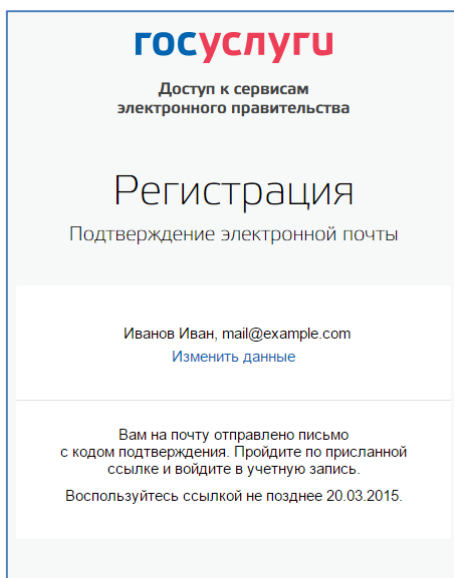 госуслуги
Доступ к сервисам
электронного правительства
Регистрация
Подтверждение электронной почты
Иванов Иван, mail@example.com
Изменить данные
Вам на почту отправлено письмо
с кодом подтверждения. Пройдите по присланной
ссылке и войдите в учетную запись.
Воспользуйтесь ссылкой не позднее 20.03.2015.